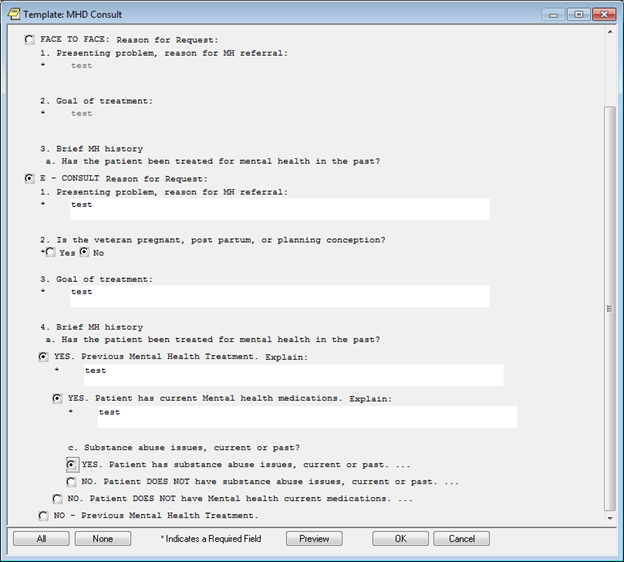 Template: MHD Consult
FACE TO FACE: Reason for Request:
1. Presenting problem, reason for MH referral:
* test
2. Goal of treatment:
* test
3. Brief MH history
a. Has the patient been treated for mental health in the past?
E - CONSULT Reason for Request:
1. Presenting problem, reason for MH referral:
* test
2. Is the veteran pregnant, post partum, or planning conception?
* Yes No
3. Goal of treatment:
* test
4. Brief MH history
a. Has the patient been treated for mental health in the past?
YES. Previous Mental Health Treatment. Explain:
* test
YES. Patient has current Mental health medications. Explain:
* test
c. Substance abuse issues, current or past?
YES. Patient has substance abuse issues, current or past. ...
NO. Patient DOES NOT have substance abuse issues, current or past. ...
NO. Patient DOES NOT have Mental health current medications. ...
NO - Previous Mental Health Treatment.
All None * Indicates a Required Field Preview OK Cancel